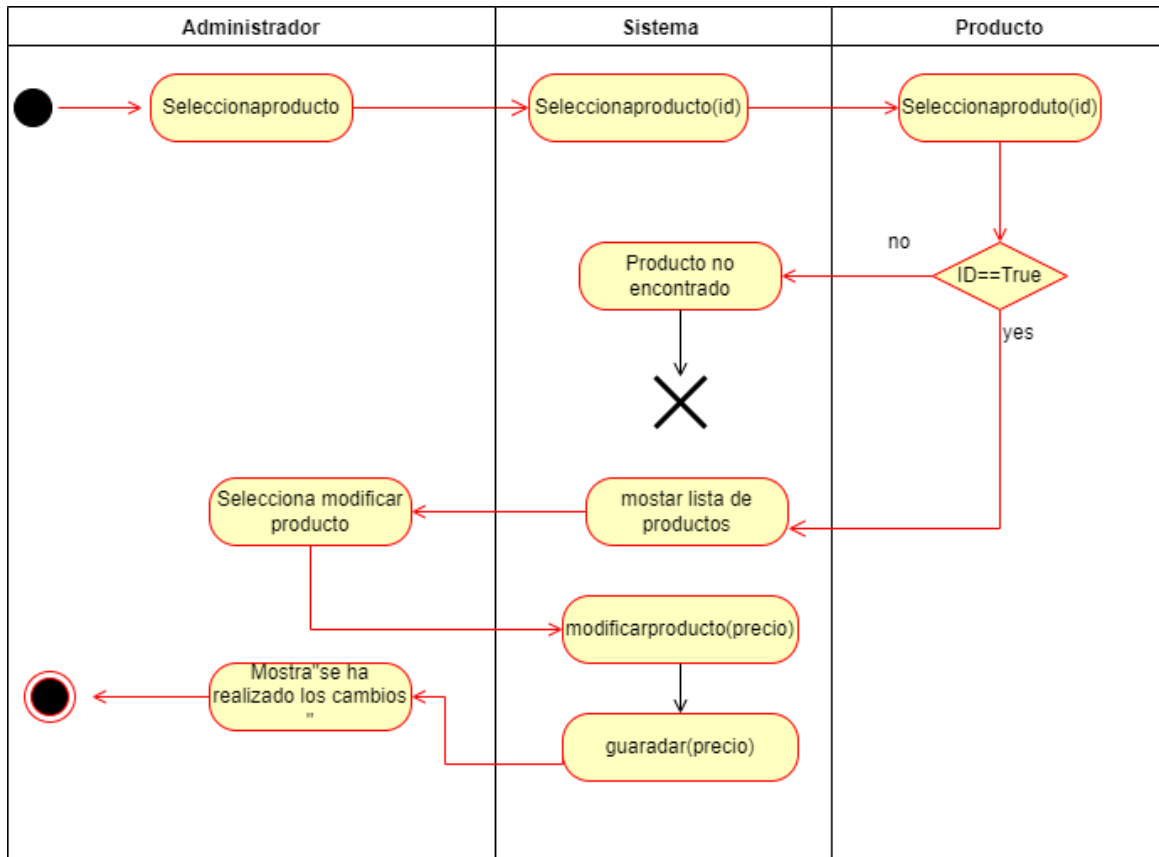 Administrador
Sistema
Producto
Seleccionaproducto
Seleccionaproducto(id)
Seleccionaproduto(id)
no
Producto no
encontrado
ID==True
yes
Selecciona modificar
producto
mostar lista de
productos
modificarproducto(precio)
Mostra"se ha
realizado los cambios
"
guaradar(precio)